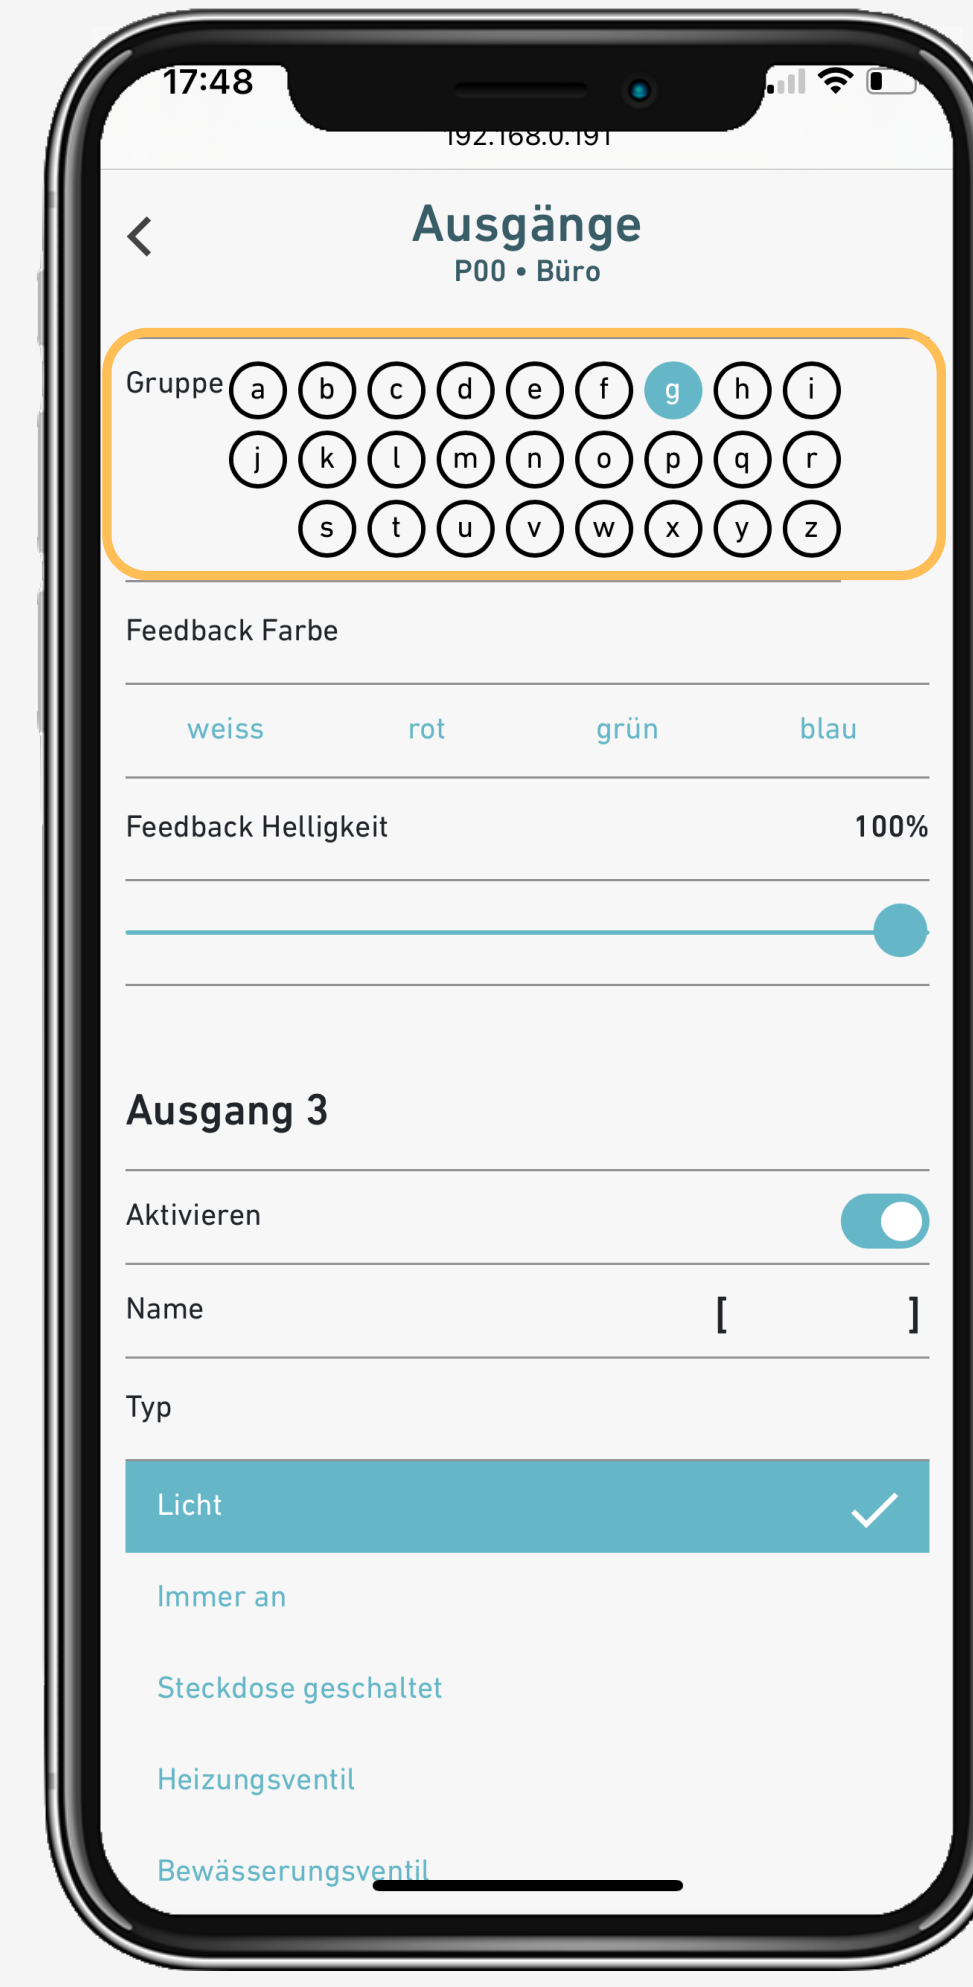 17:48
192.168.0.191
Ausgänge
P00 • Büro
Gruppe a b c d e f g h i
j k l m n o p q r
s t u v w x y z
Feedback Farbe
weiss rot grün blau
Feedback Helligkeit 100%
Ausgang 3
Aktivieren
Name [ ]
Typ
Licht
Immer an
Steckdose geschaltet
Heizungsventil
Bewässerungsventil